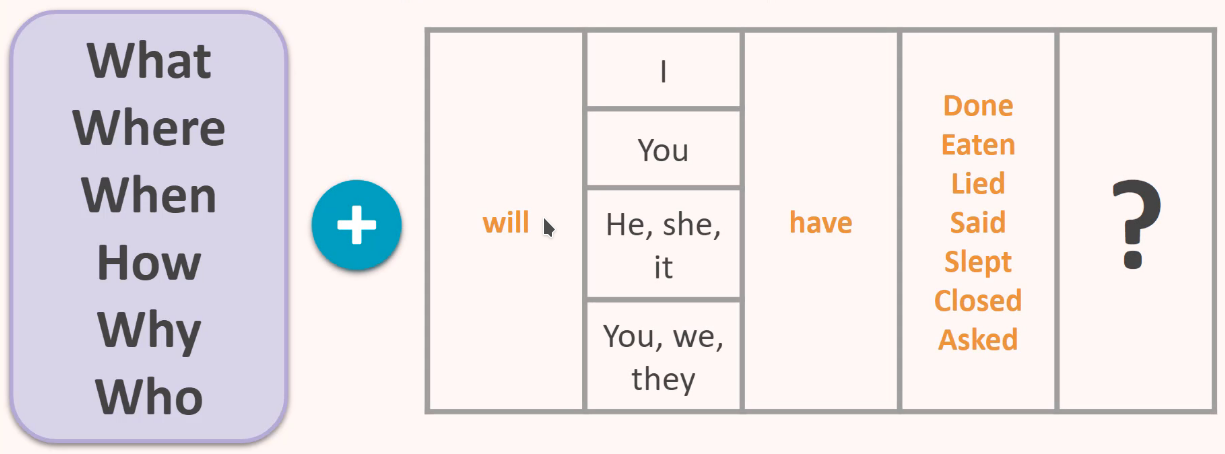 What
Where
When
How
Why
Who
+
will
I
You
He, she,
it
You, we,
they
have
Done
Eaten
Lied
Said
Slept
Closed
Asked
?